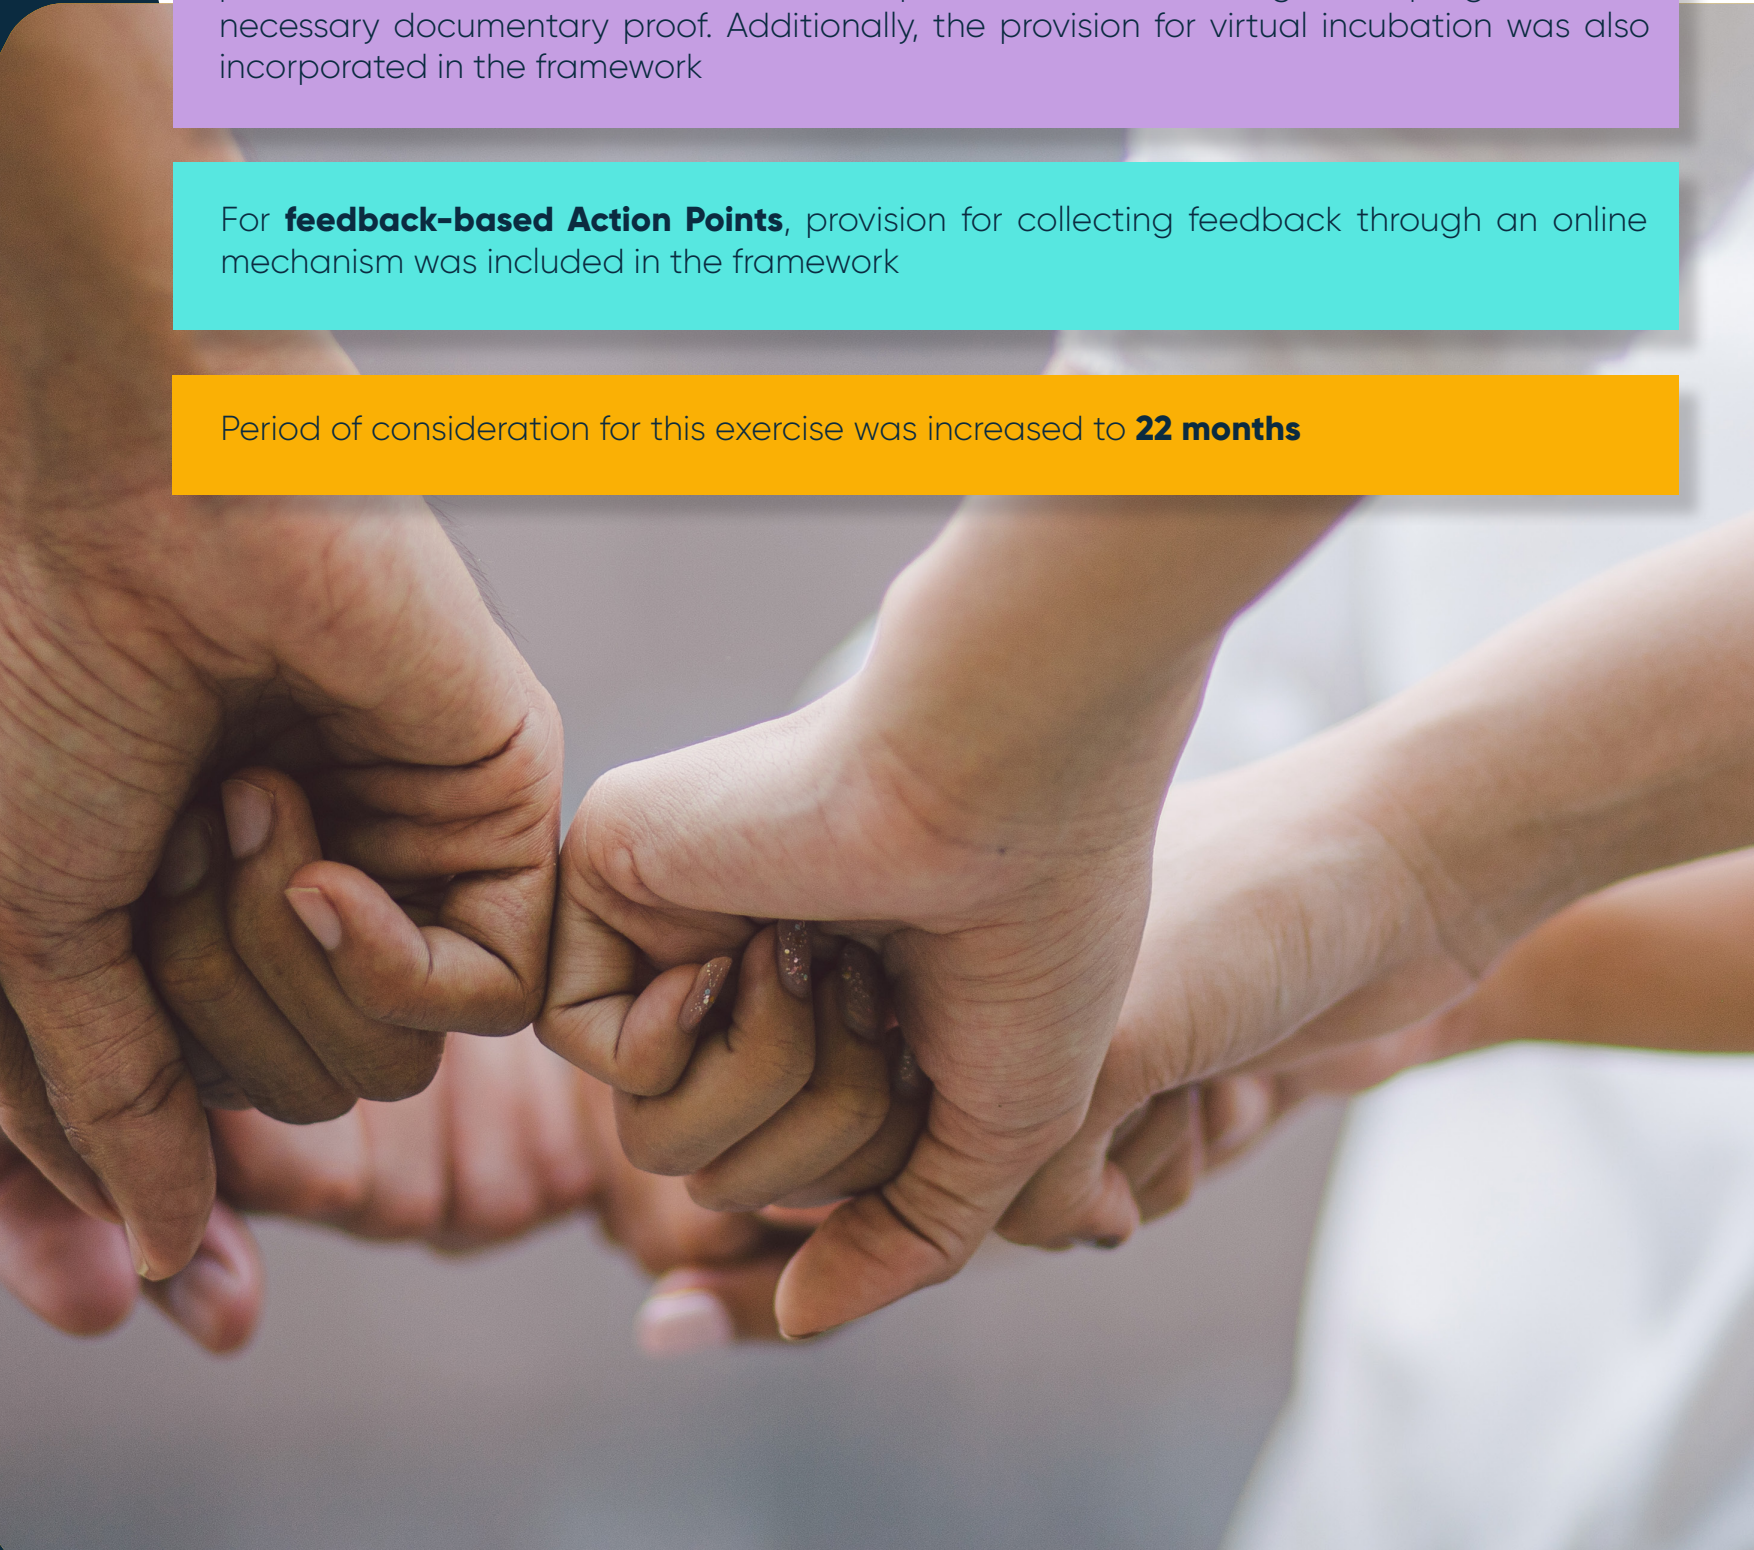 necessary documentary proof. Additionally, the provision for virtual incubation was also
incorporated in the framework
For feedback-based Action Points, provision for collecting feedback through an online
mechanism was included in the framework
Period of consideration for this exercise was increased to 22 months